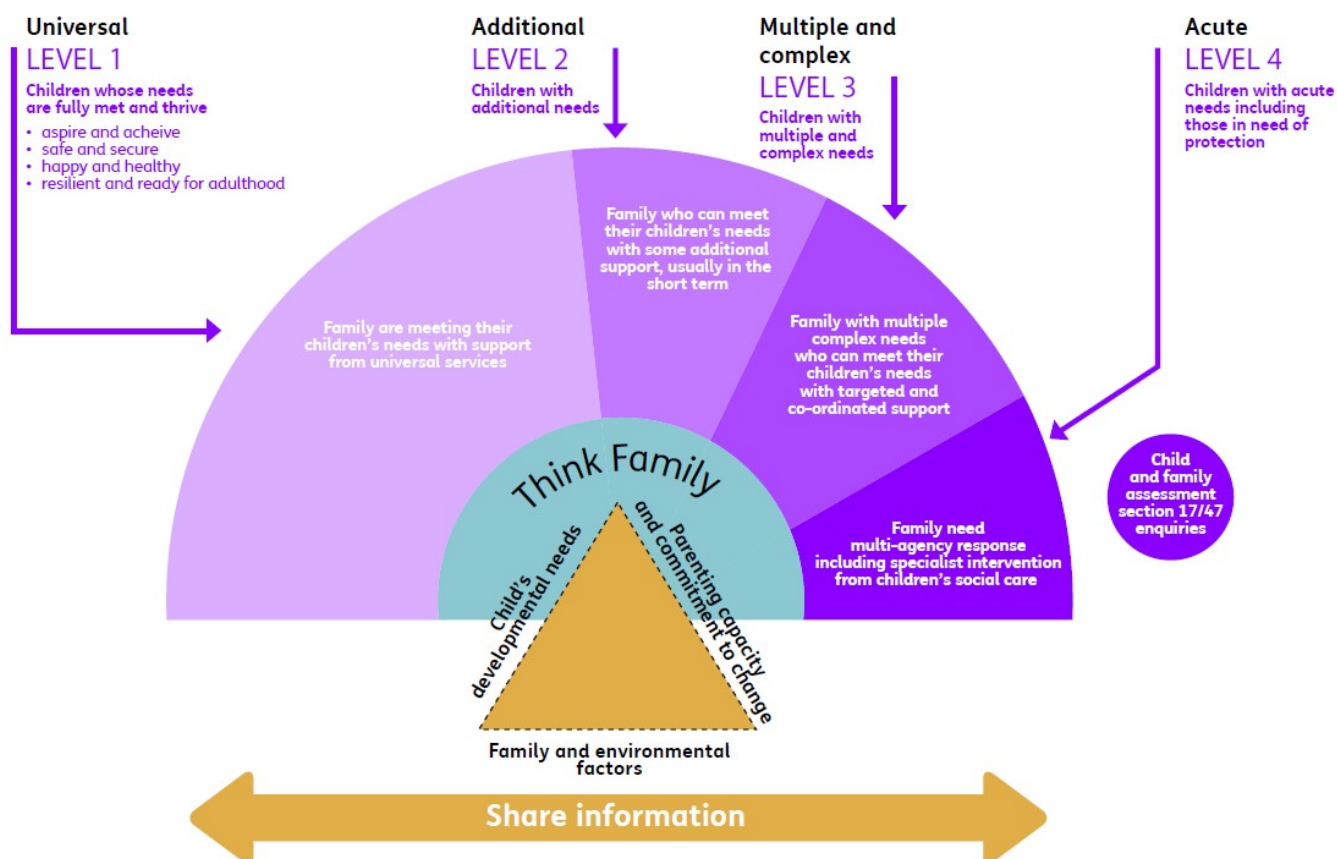 Universal
LEVEL 1
Children whose needs
are fully met and thrive
• aspire and acheive
• safe and secure
• happy and healthy
• resilient and ready for adulthood
Additional
LEVEL 2
Children with
additional needs
Multiple and
complex
LEVEL 3
Children with
multiple and
complex needs
Acute
LEVEL 4
Children with acute
needs including
those in need of
protection
Family are meeting their
children's needs with support
from universal services
Family who can meet
their children's needs
with some additional
support, usually in the
short term
Family with multiple
complex needs
who can meet their
children's needs
with targeted and
co-ordinated support
Family need
multi-agency response
including specialist intervention
from children's social care
Child
and family
assessment
section 17/47
enquiries
Think Family
Child's
developmental needs
Parenting capacity
and commitment to change
Family and environmental
factors
Share information